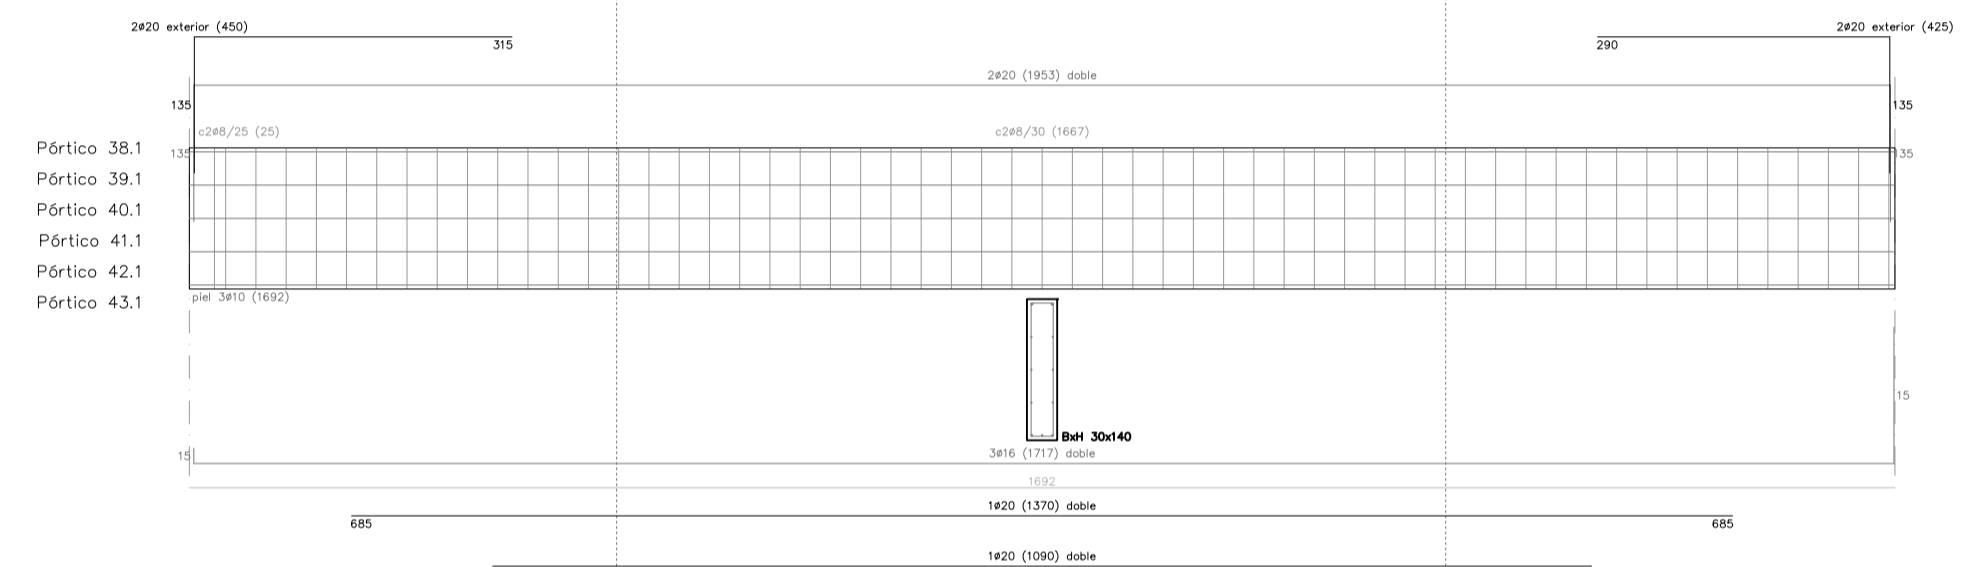 2ø20 exterior (450)
2ø20 exterior (425)
315
290
2ø20 (1953) doble
135
135
c2ø8/25 (25)
c2ø8/30 (1667)
Pórtico 38.1
135
135
Pórtico 39.1
Pórtico 40.1
Pórtico 41.1
Pórtico 42.1
Pórtico 43.1
piel 3ø10 (1692)
15
BxH 30x140
15
3ø16 (1717) doble
1692
1ø20 (1370) doble
685
685
1ø20 (1090) doble